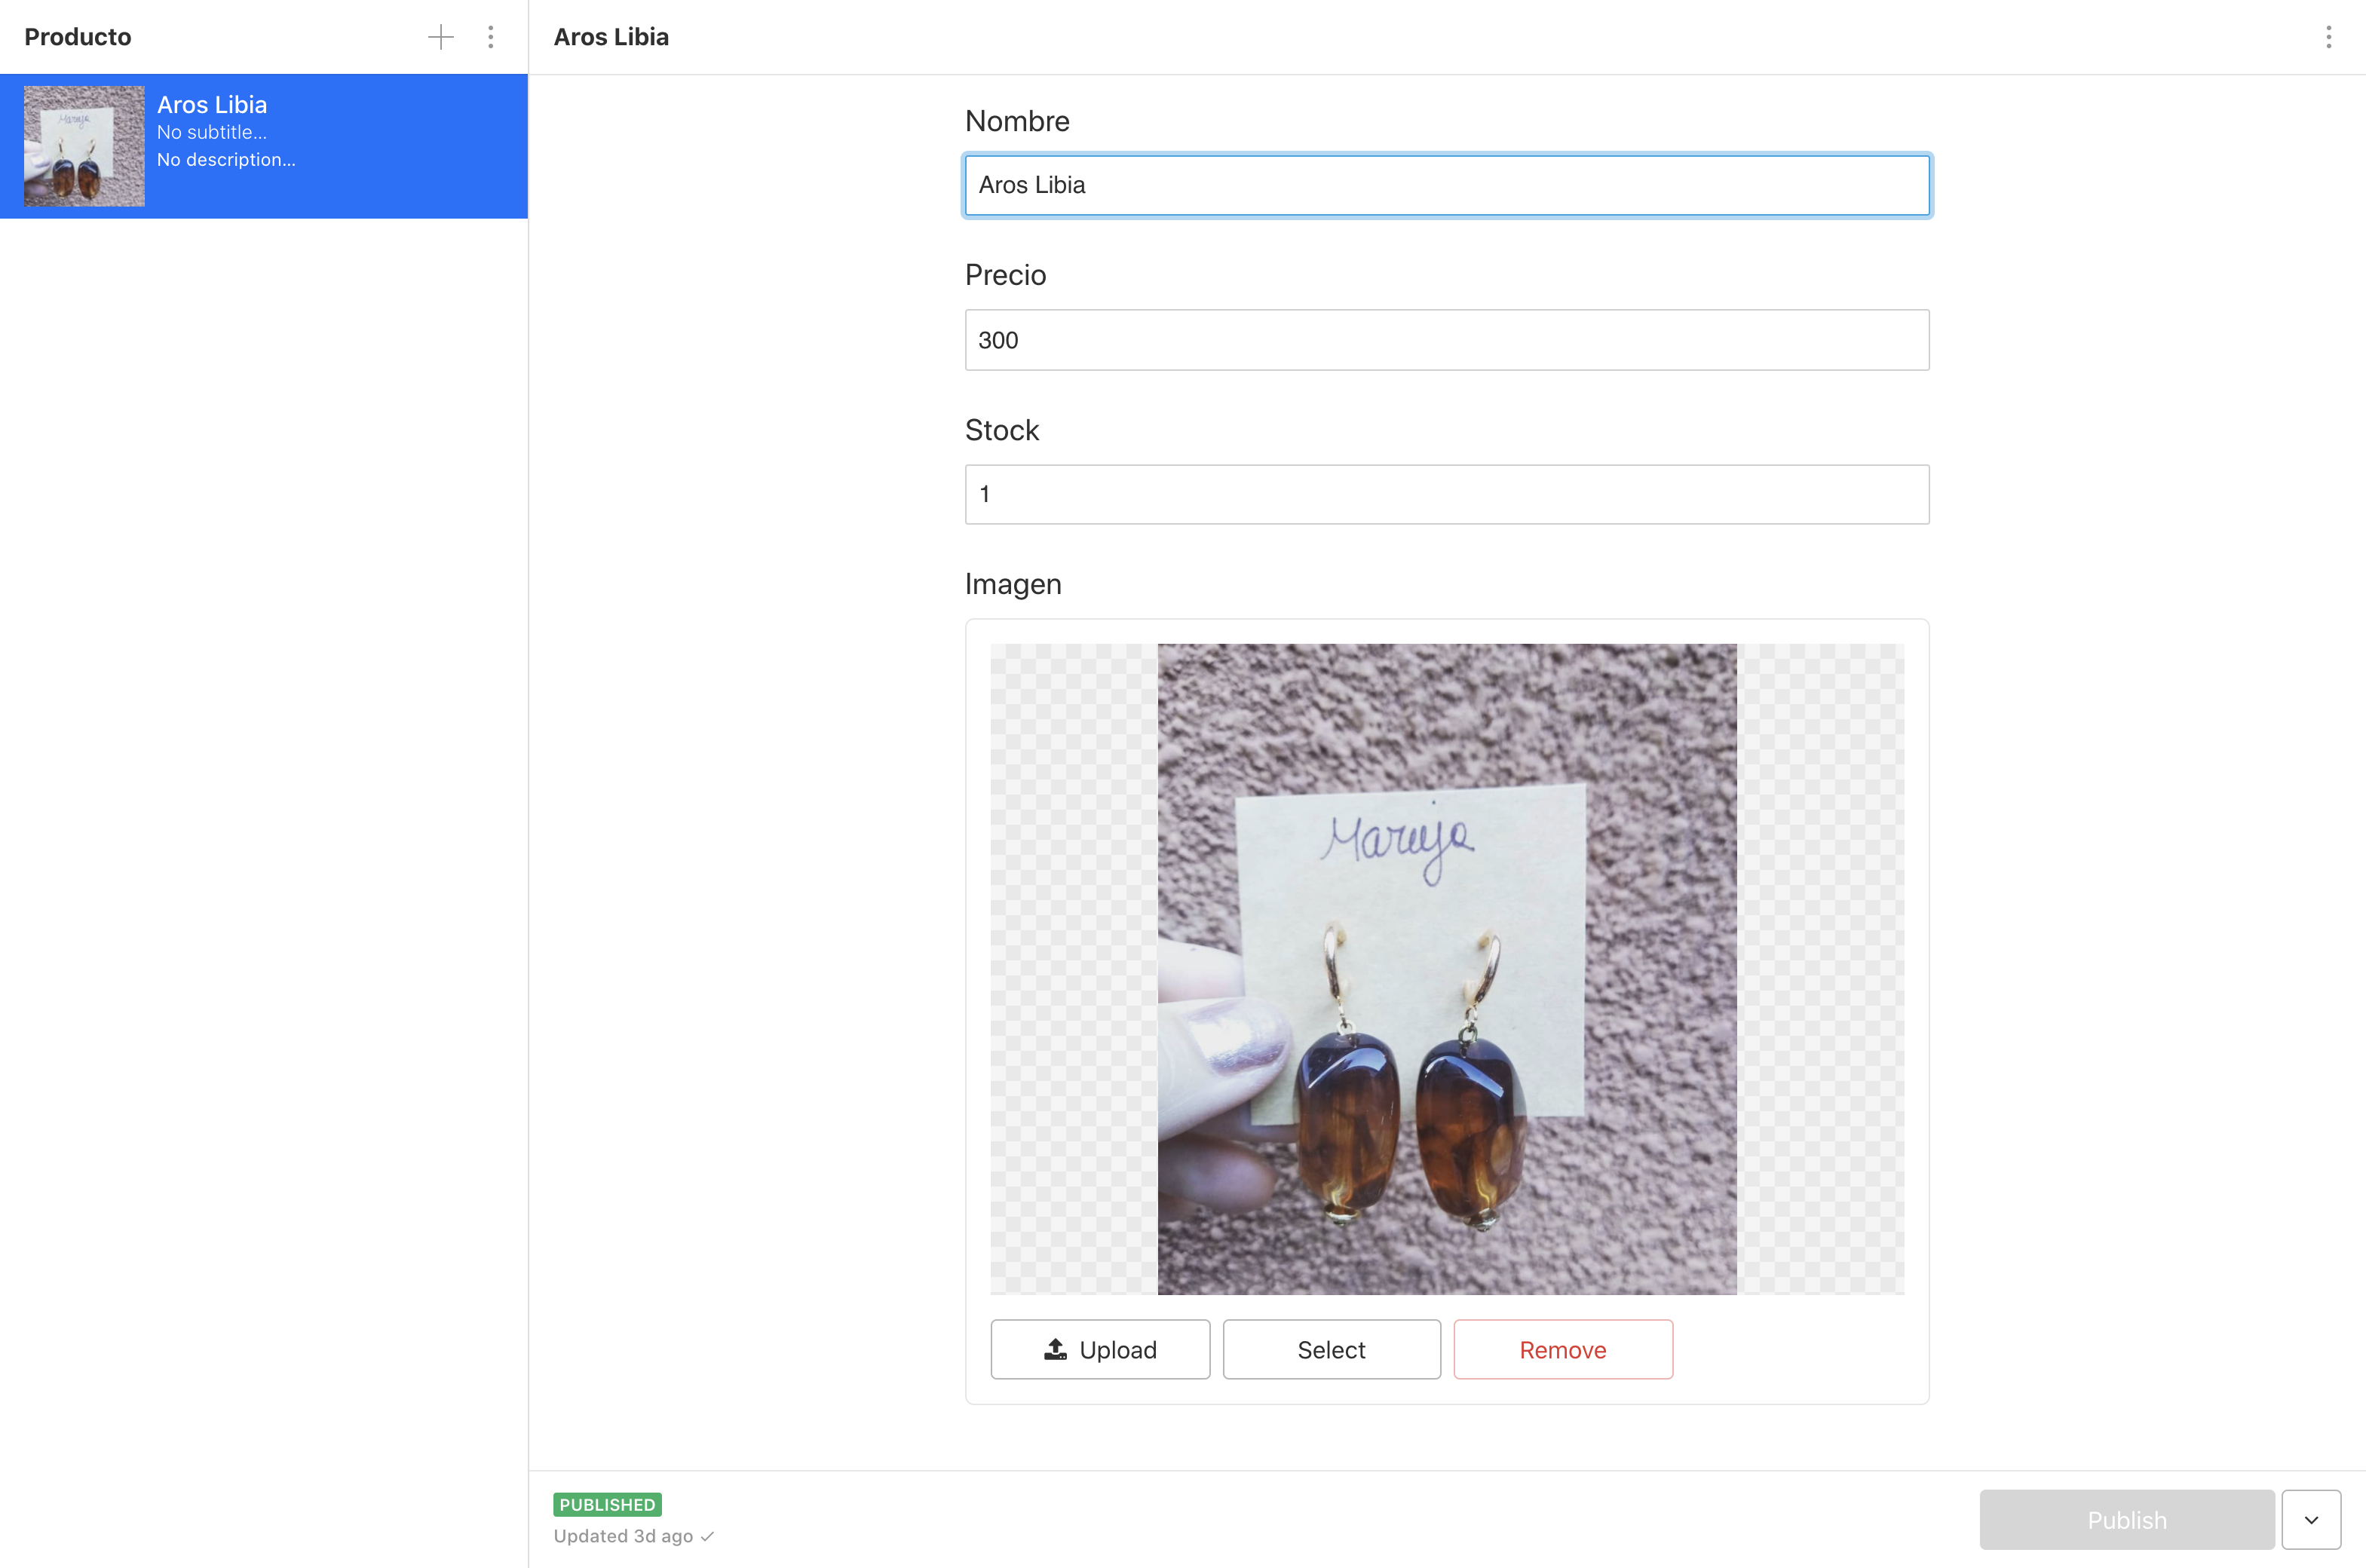 Producto
Aros Libia
No subtitle...
No description...
Aros Libia
Nombre
Aros Libia
Precio
300
Stock
1
Imagen
Maruja
Maruja
Upload
Select
Remove
PUBLISHED
Updated 3d ago
Publish